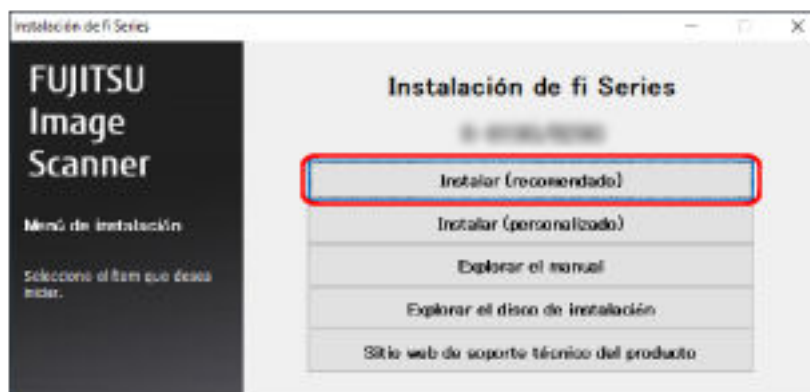 Instalación de fi Series
FUJITSU
Image
Scanner
Menú de instalación
Seleccione el ítem que desea
iniciar.
Instalación de fi Series
Instalar (recomendado)
Instalar (personalizado)
Explorar el manual
Explorar el disco de instalación
Sitio web de soporte técnico del producto